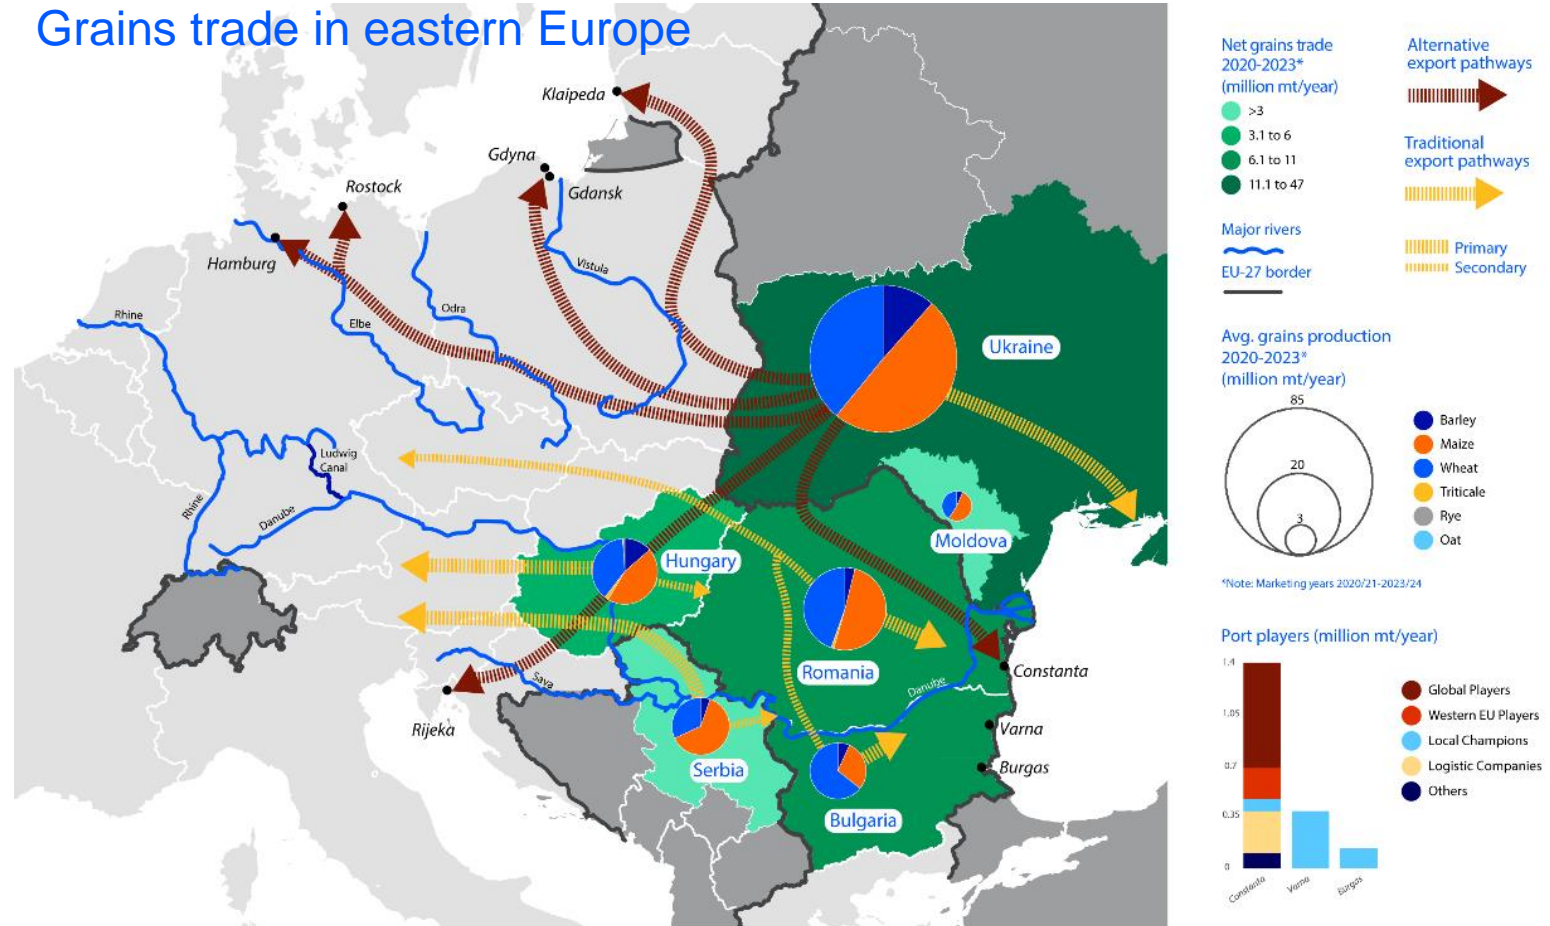 Grains trade in eastern Europe
Klaipeda
Gdyna
Gdansk
Rostock
Hamburg
Vistula
Rhine
Elbe
Odra
Ukraine
Ludwig
Canal
Rhine
Danube
Moldova
Hungary
Romania
Constanta
Sava
Danube
Rijeka
Varna
Serbia
Burgas
Bulgaria
Net grains trade
2020-2023*
(million mt/year)
>3
3.1 to 6
6.1 to 11
11.1 to 47
Major rivers
EU-27 border
Alternative
export pathways
Traditional
export pathways
Primary
Secondary
Avg. grains production
2020-2023*
(million mt/year)
85
20
3
Barley
Maize
Wheat
Triticale
Rye
Oat
*Note: Marketing years 2020/21-2023/24
Port players (million mt/year)
1.4
1.05
0.7
0.35
0
Constanta
Varna
Burgas
Global Players
Western EU Players
Local Champions
Logistic Companies
Others